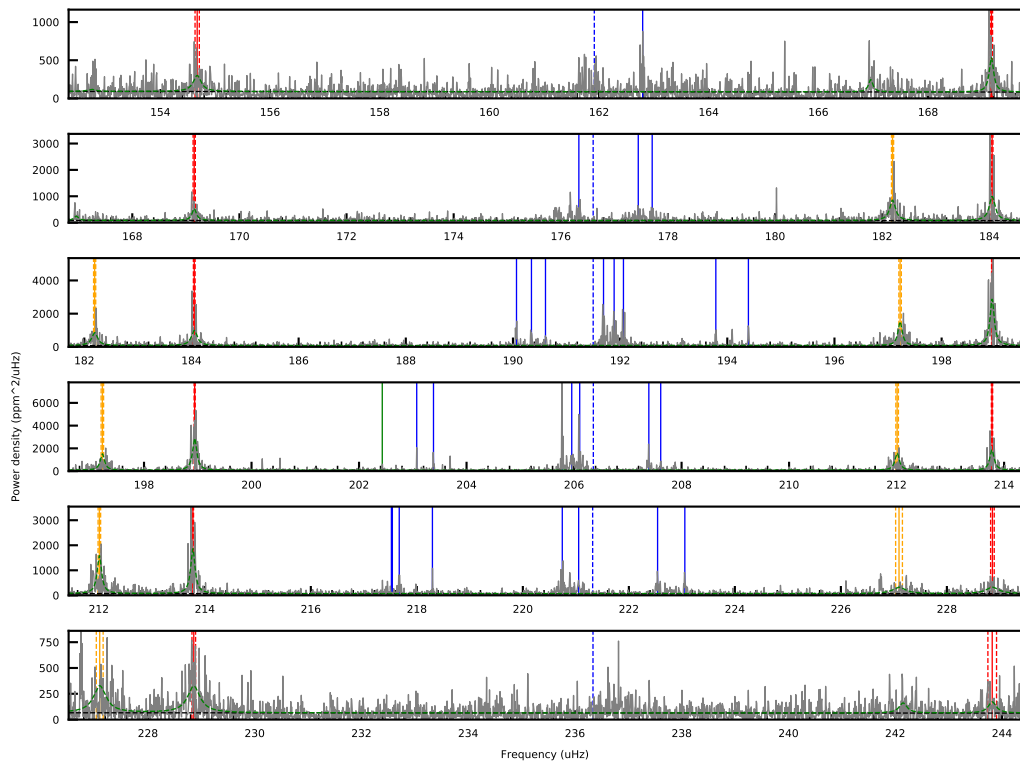 1000
500
0
154 156 158 160 162 164 166 168
3000
2000
1000
0
168 170 172 174 176 178 180 182 184
4000
2000
0
182 184 186 188 190 192 194 196 198
6000
4000
2000
0
198 200 202 204 206 208 210 212 214
3000
2000
1000
0
212 214 216 218 220 222 224 226 228
750
500
250
0
228 230 232 234 236 238 240 242 244
Power density (ppm^2/uHz)
Frequency (uHz)